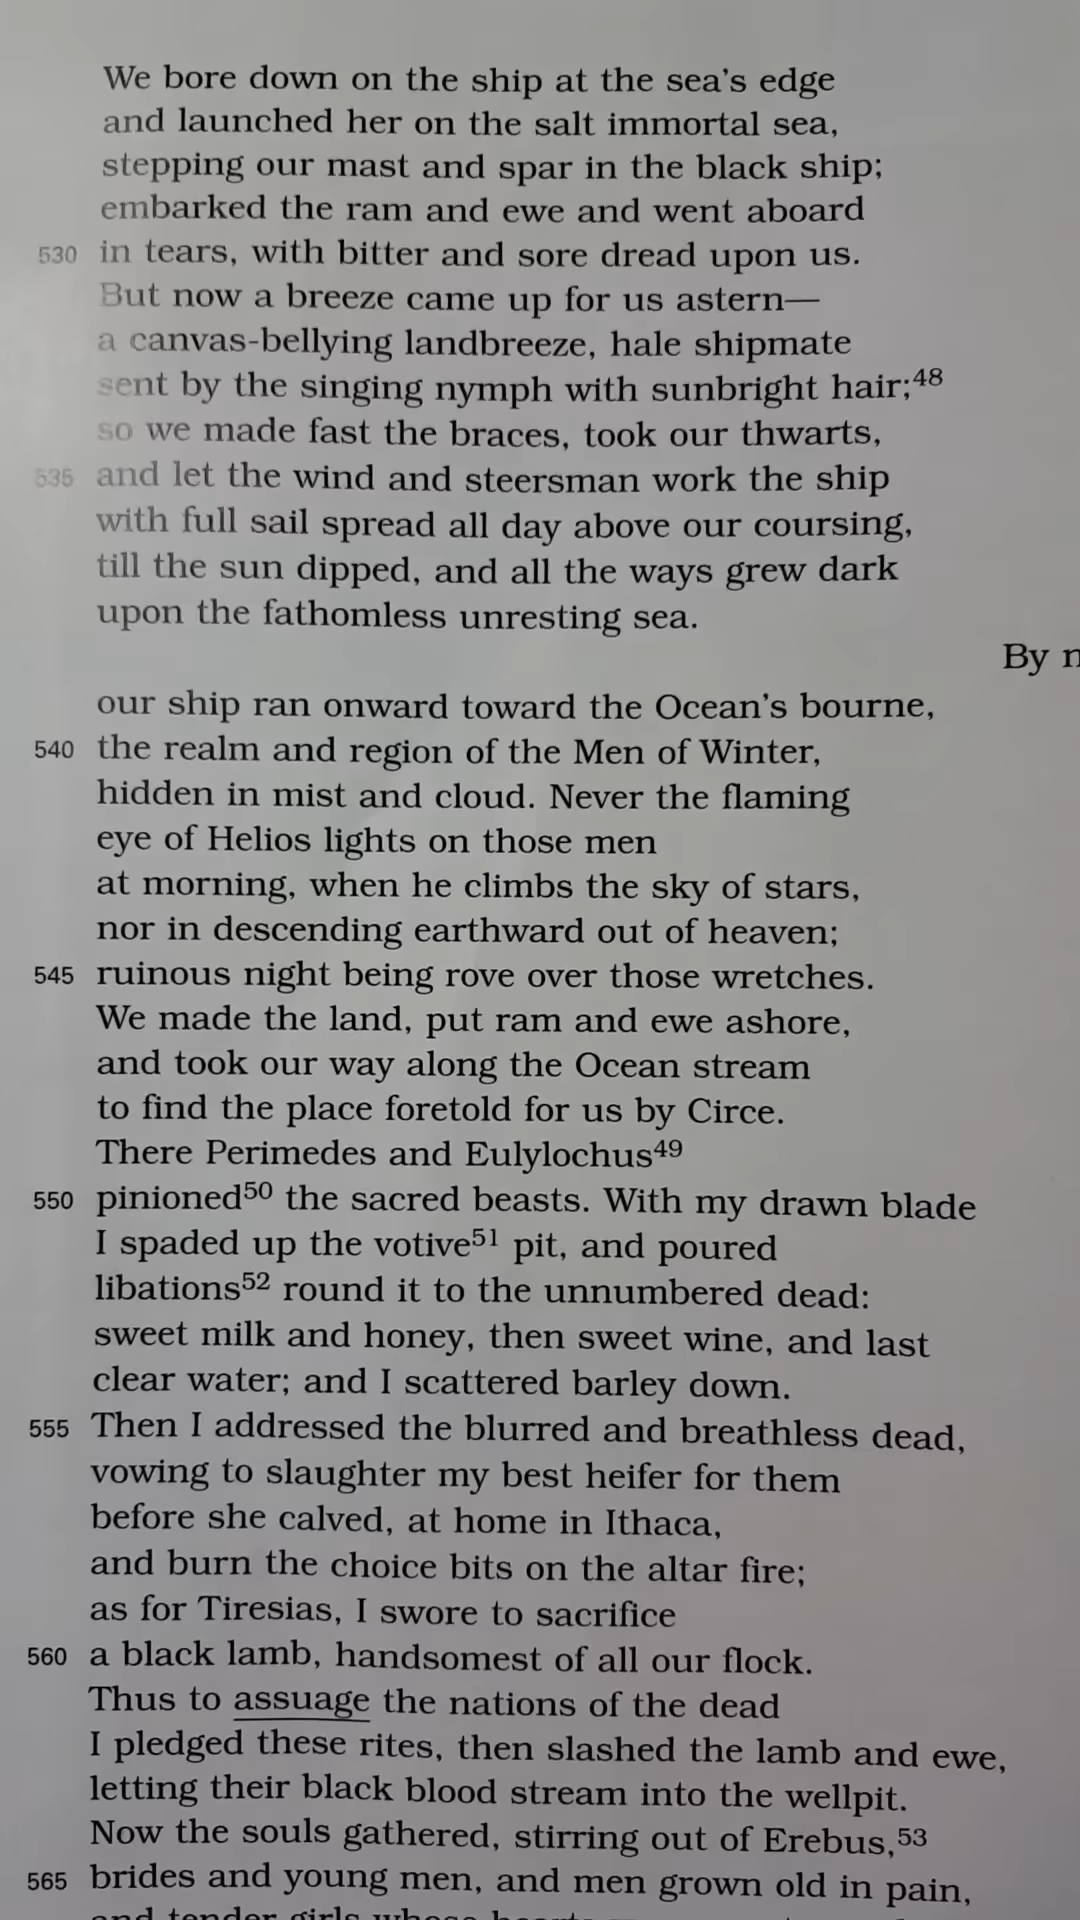 We bore down on the ship at the sea's edge
and launched her on the salt immortal sea,
stepping our mast and spar in the black ship;
embarked the ram and ewe and went aboard
530 in tears, with bitter and sore dread upon us.
But now a breeze came up for us astern—
a canvas-bellying landbreeze, hale shipmate
sent by the singing nymph with sunbright hair;48
so we made fast the braces, took our thwarts,
535 and let the wind and steersman work the ship
with full sail spread all day above our coursing,
till the sun dipped, and all the ways grew dark
upon the fathomless unresting sea.
By
our ship ran onward toward the Ocean's bourne,
540 the realm and region of the Men of Winter,
hidden in mist and cloud. Never the flaming
eye of Helios lights on those men
at morning, when he climbs the sky of stars,
nor in descending earthward out of heaven;
545 ruinous night being rove over those wretches.
We made the land, put ram and ewe ashore,
and took our way along the Ocean stream
to find the place foretold for us by Circe.
There Perimedes and Eulylochus49
550 pinioned50 the sacred beasts. With my drawn blade
I spaded up the votive51 pit, and poured
libations52 round it to the unnumbered dead:
sweet milk and honey, then sweet wine, and last
clear water; and I scattered barley down.
555 Then I addressed the blurred and breathless dead,
vowing to slaughter my best heifer for them
before she calved, at home in Ithaca,
and burn the choice bits on the altar fire;
as for Tiresias, I swore to sacrifice
560 a black lamb, handsomest of all our flock.
Thus to assuage the nations of the dead
I pledged these rites, then slashed the lamb and ewe,
letting their black blood stream into the wellpit.
Now the souls gathered, stirring out of Erebus,53
565 brides and young men, and men grown old in pain,
and tender girls whose hearts